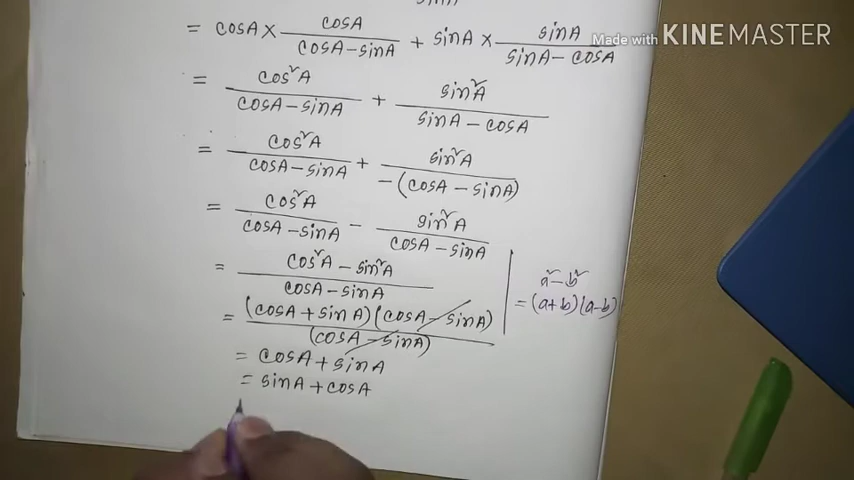 = cosA × cosA / cosA - sinA + sinA × sinA / sinA - cosA
Made with KINEMASTER
= cos²A / cosA - sinA + sin²A / sinA - cosA
= cos²A / cosA - sinA + sin²A / -(cosA - sinA)
= cos²A / cosA - sinA - sin²A / cosA - sinA
= cos²A - sin²A / cosA - sinA
a² - b²
= (cosA + sinA)(cosA - sinA) / (cosA - sinA)
= (a+b)(a-b)
= cosA + sinA
= sinA + cosA